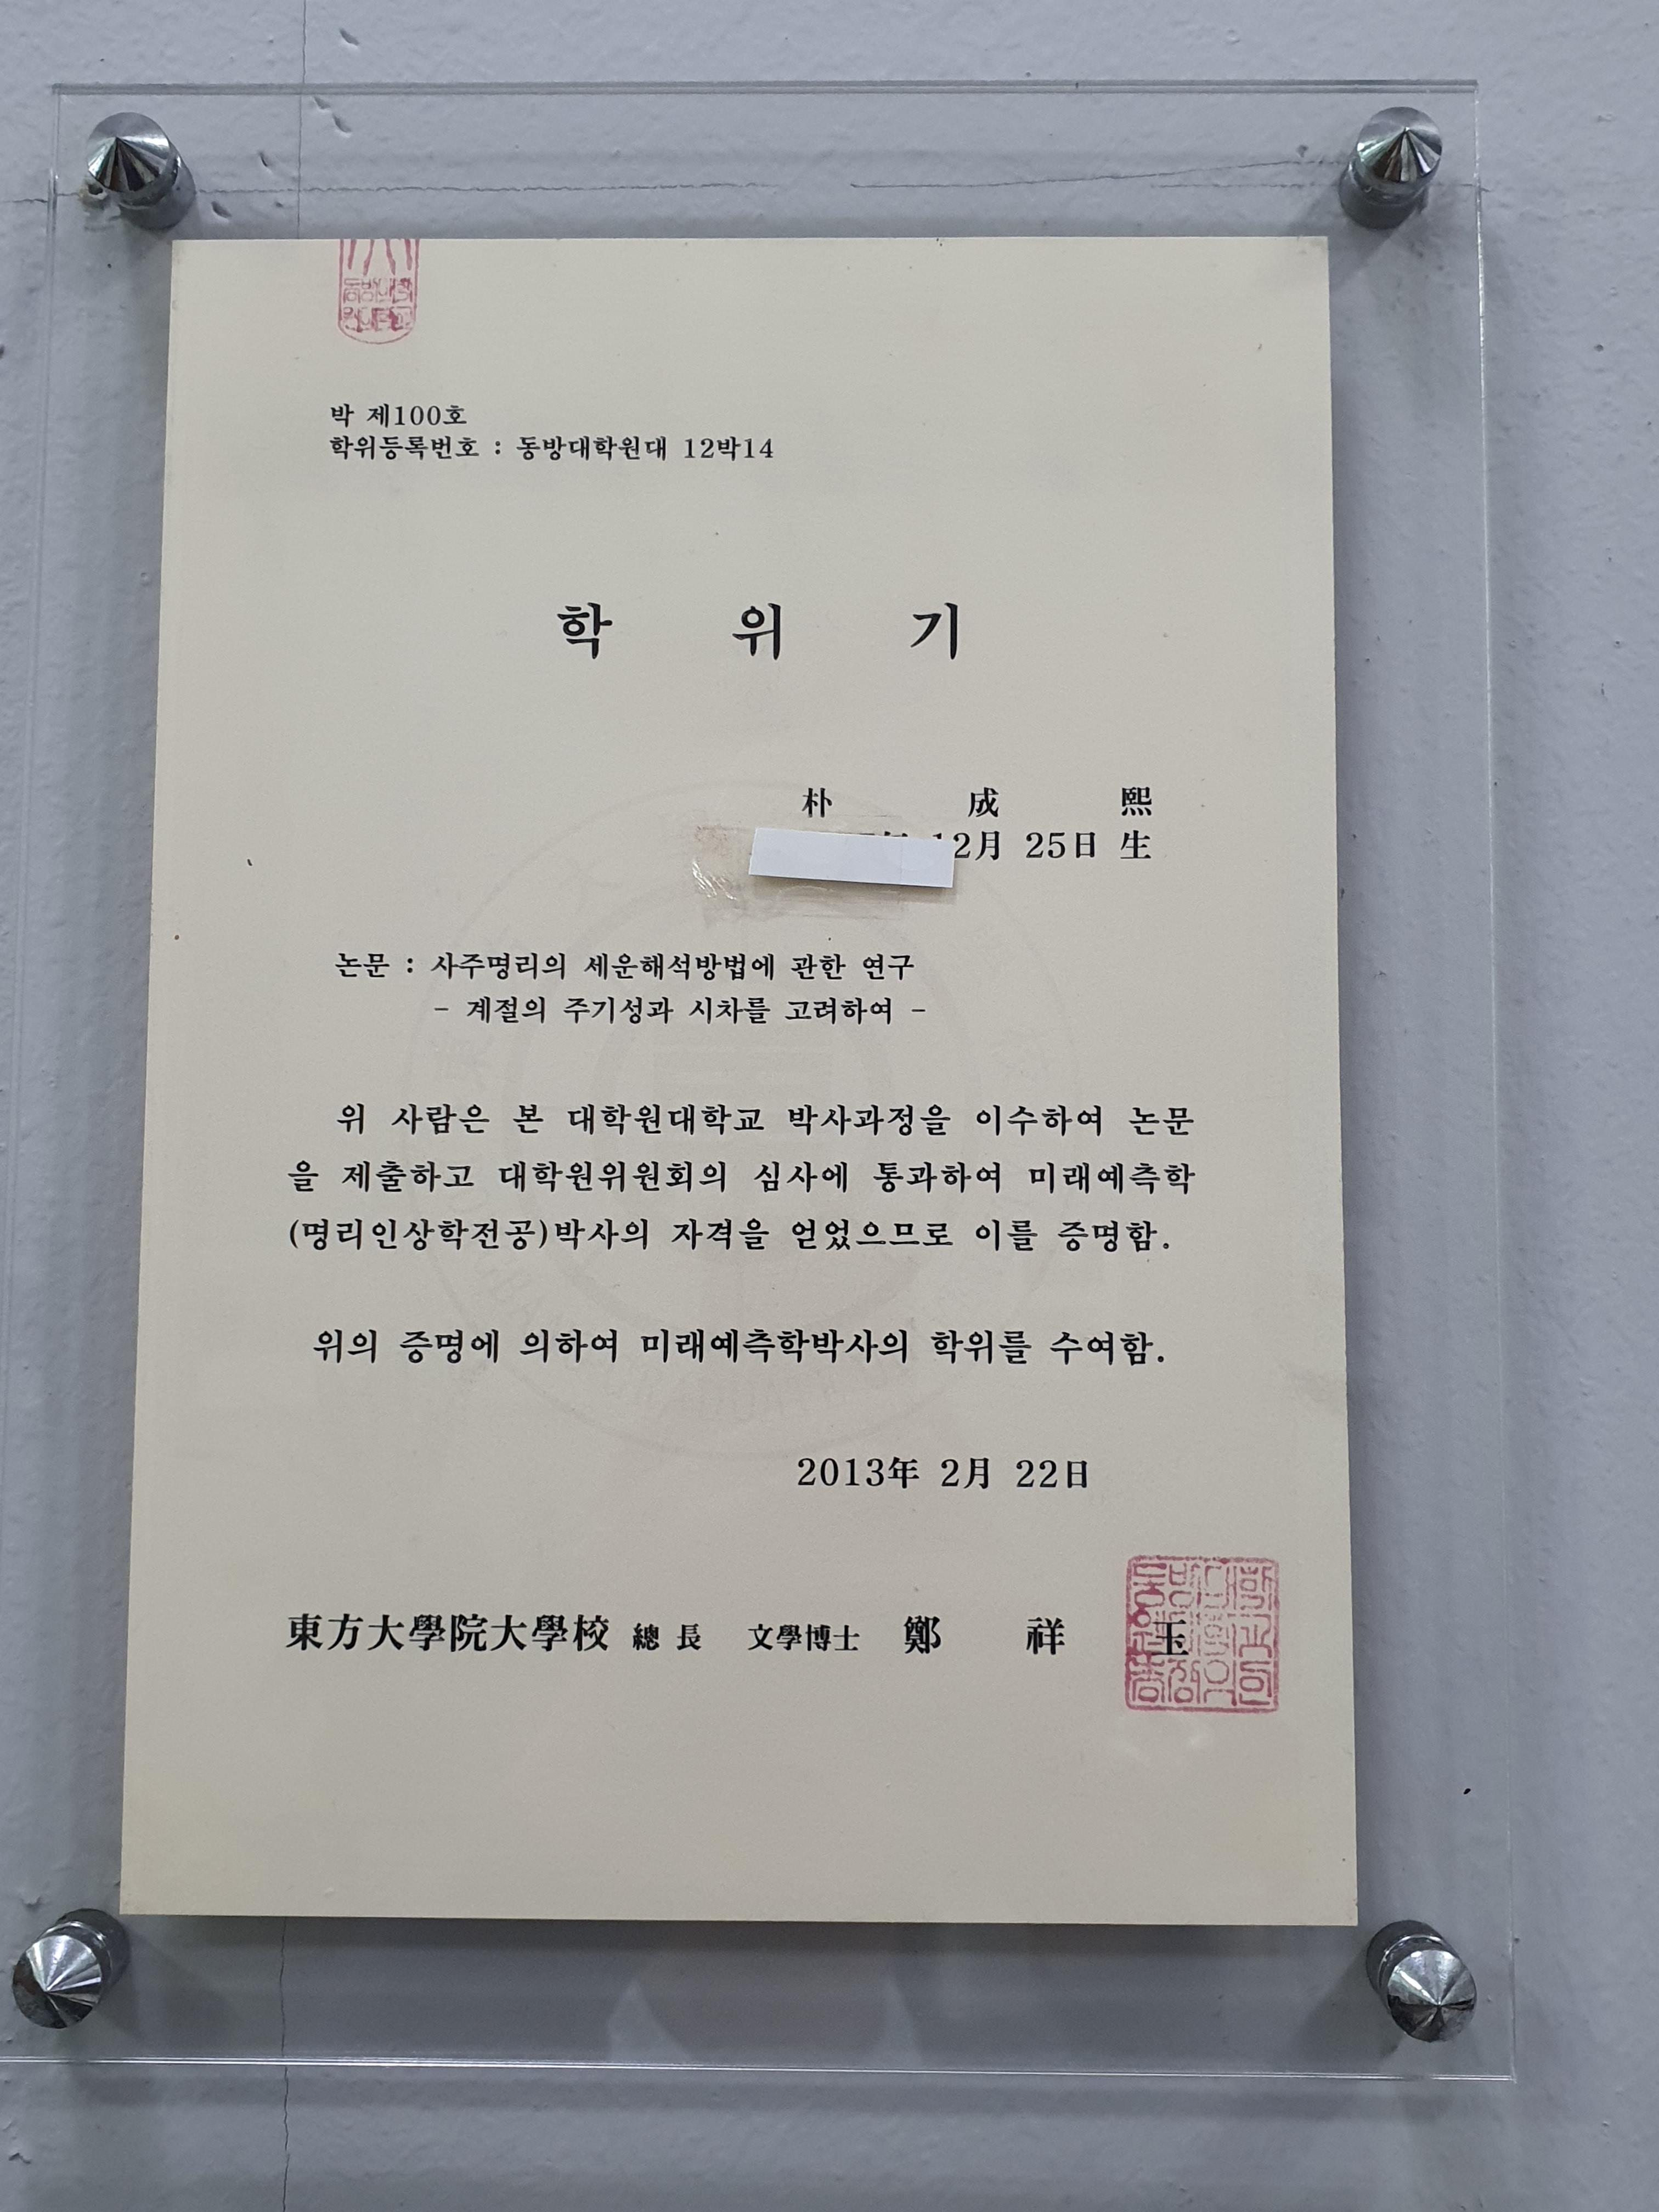 박 제100호
학위등록번호 : 동방대학원대 12박14
학 위 기
朴 成 熙
12月 25日 生
논문 : 사주명리의 세운해석방법에 관한 연구
- 계절의 주기성과 시차를 고려하여 -
위 사람은 본 대학원대학교 박사과정을 이수하여 논문
을 제출하고 대학원위원회의 심사에 통과하여 미래예측학
(명리인상학전공)박사의 자격을 얻었으므로 이를 증명함.
위의 증명에 의하여 미래예측학박사의 학위를 수여함.
2013年 2月 22日
東方大學院大學校 總 長 文學博士 鄭 祥 玉